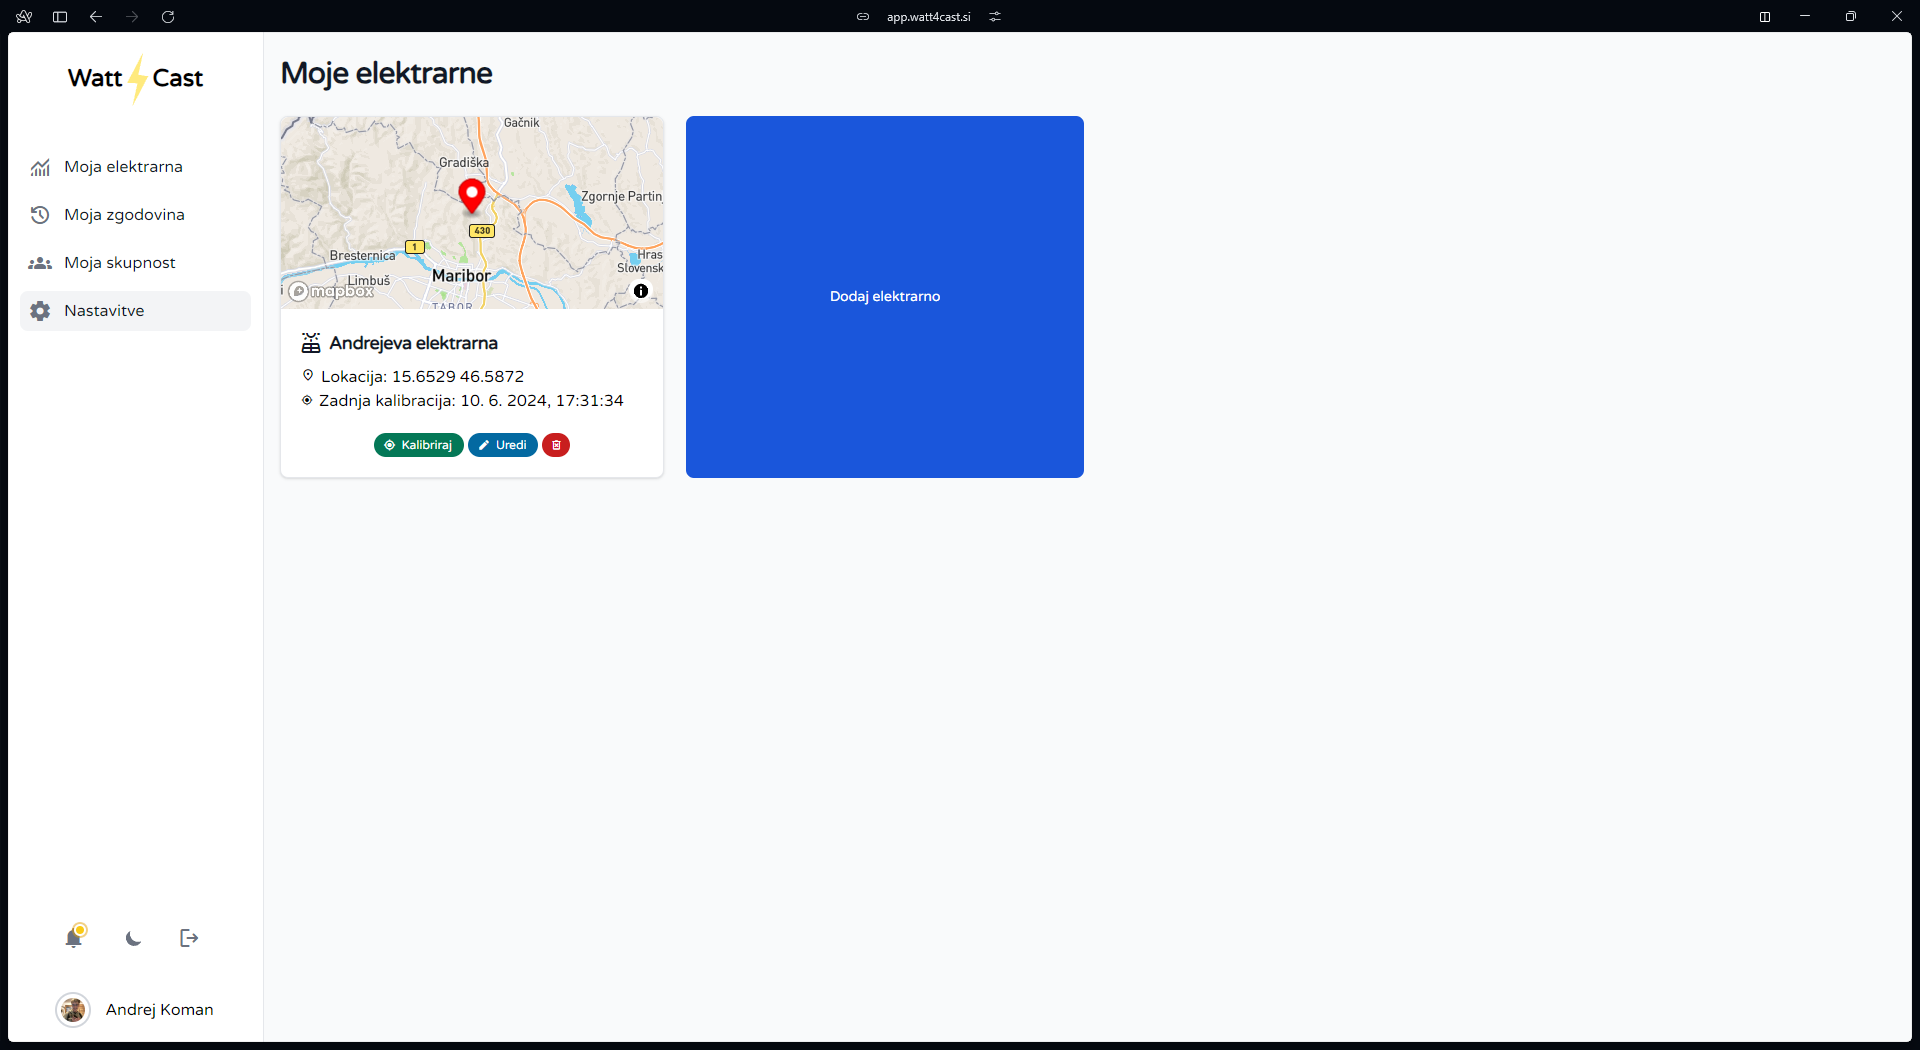 app.watt4cast.si
Watt Cast
Moja elektrarna
Moja zgodovina
Moja skupnost
Nastavitve
Andrej Koman
Moje elektrarne
Gačnik
Gradiška
Zgornje Partin
430
1
Bresternica
Hras
Slovensk
Maribor
Limbuš
mapbox
TABOR
Andrejeva elektrarna
Lokacija: 15.6529 46.5872
Zadnja kalibracija: 10. 6. 2024, 17:31:34
Kalibriraj
Uredi
Dodaj elektrarno